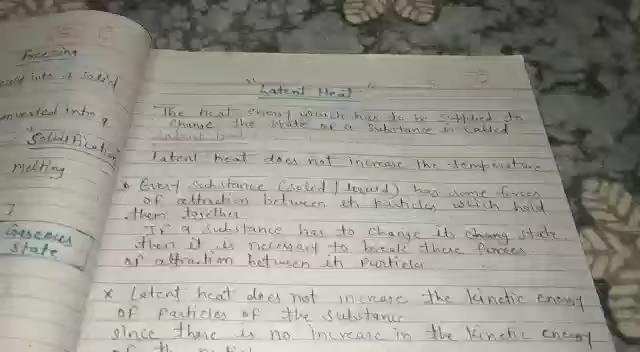 Freezing
into a solid
converted into a
Solidification
Melting
Gaseous
state
"Latent Heat"
The heat energy which has to be supplied to
change the state of a substance is called
latent h
latent heat does not increase the temperature
Every substance (solid / liquid) has some forces
of attraction between its particles which hold
them together
If a substance has to change its chang state
then it is necessary to break these forces
of attraction between its particles
x Latent heat does not increase the kinetic energy
of particles of the substance
since there is no increase in the kinetic energy
of the